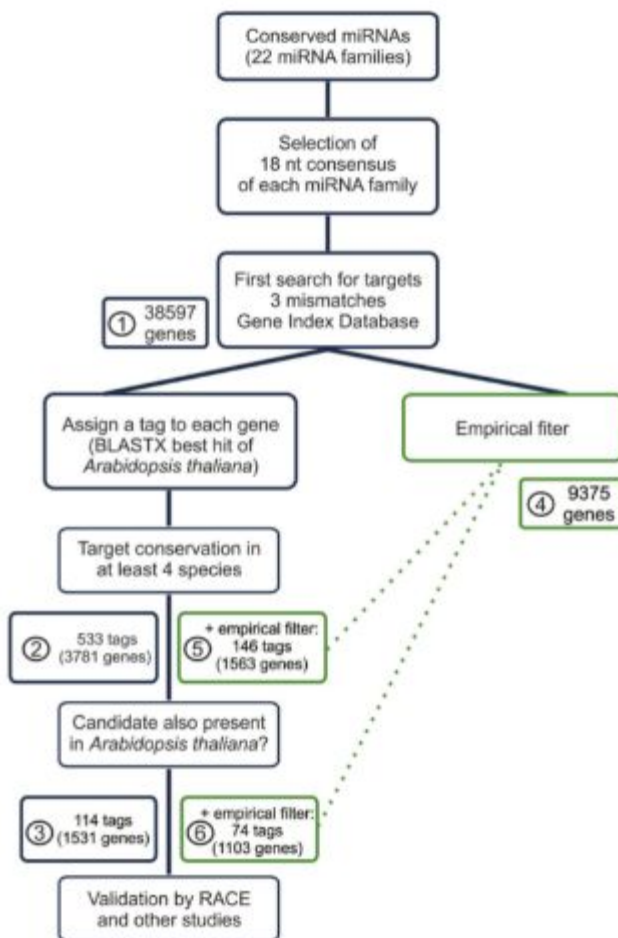 Conserved miRNAs
(22 miRNA families)
Selection of
18 nt consensus
of each miRNA family
First search for targets
3 mismatches
Gene Index Database
1 38597
genes
Assign a tag to each gene
(BLASTX best hit of
Arabidopsis thaliana)
Empirical fiter
4 9375
genes
Target conservation in
at least 4 species
2 533 tags
(3781 genes)
+ empirical filter:
5 146 tags
(1563 genes)
Candidate also present
in Arabidopsis thaliana?
3 114 tags
(1531 genes)
+ empirical filter:
6 74 tags
(1103 genes)
Validation by RACE
and other studies